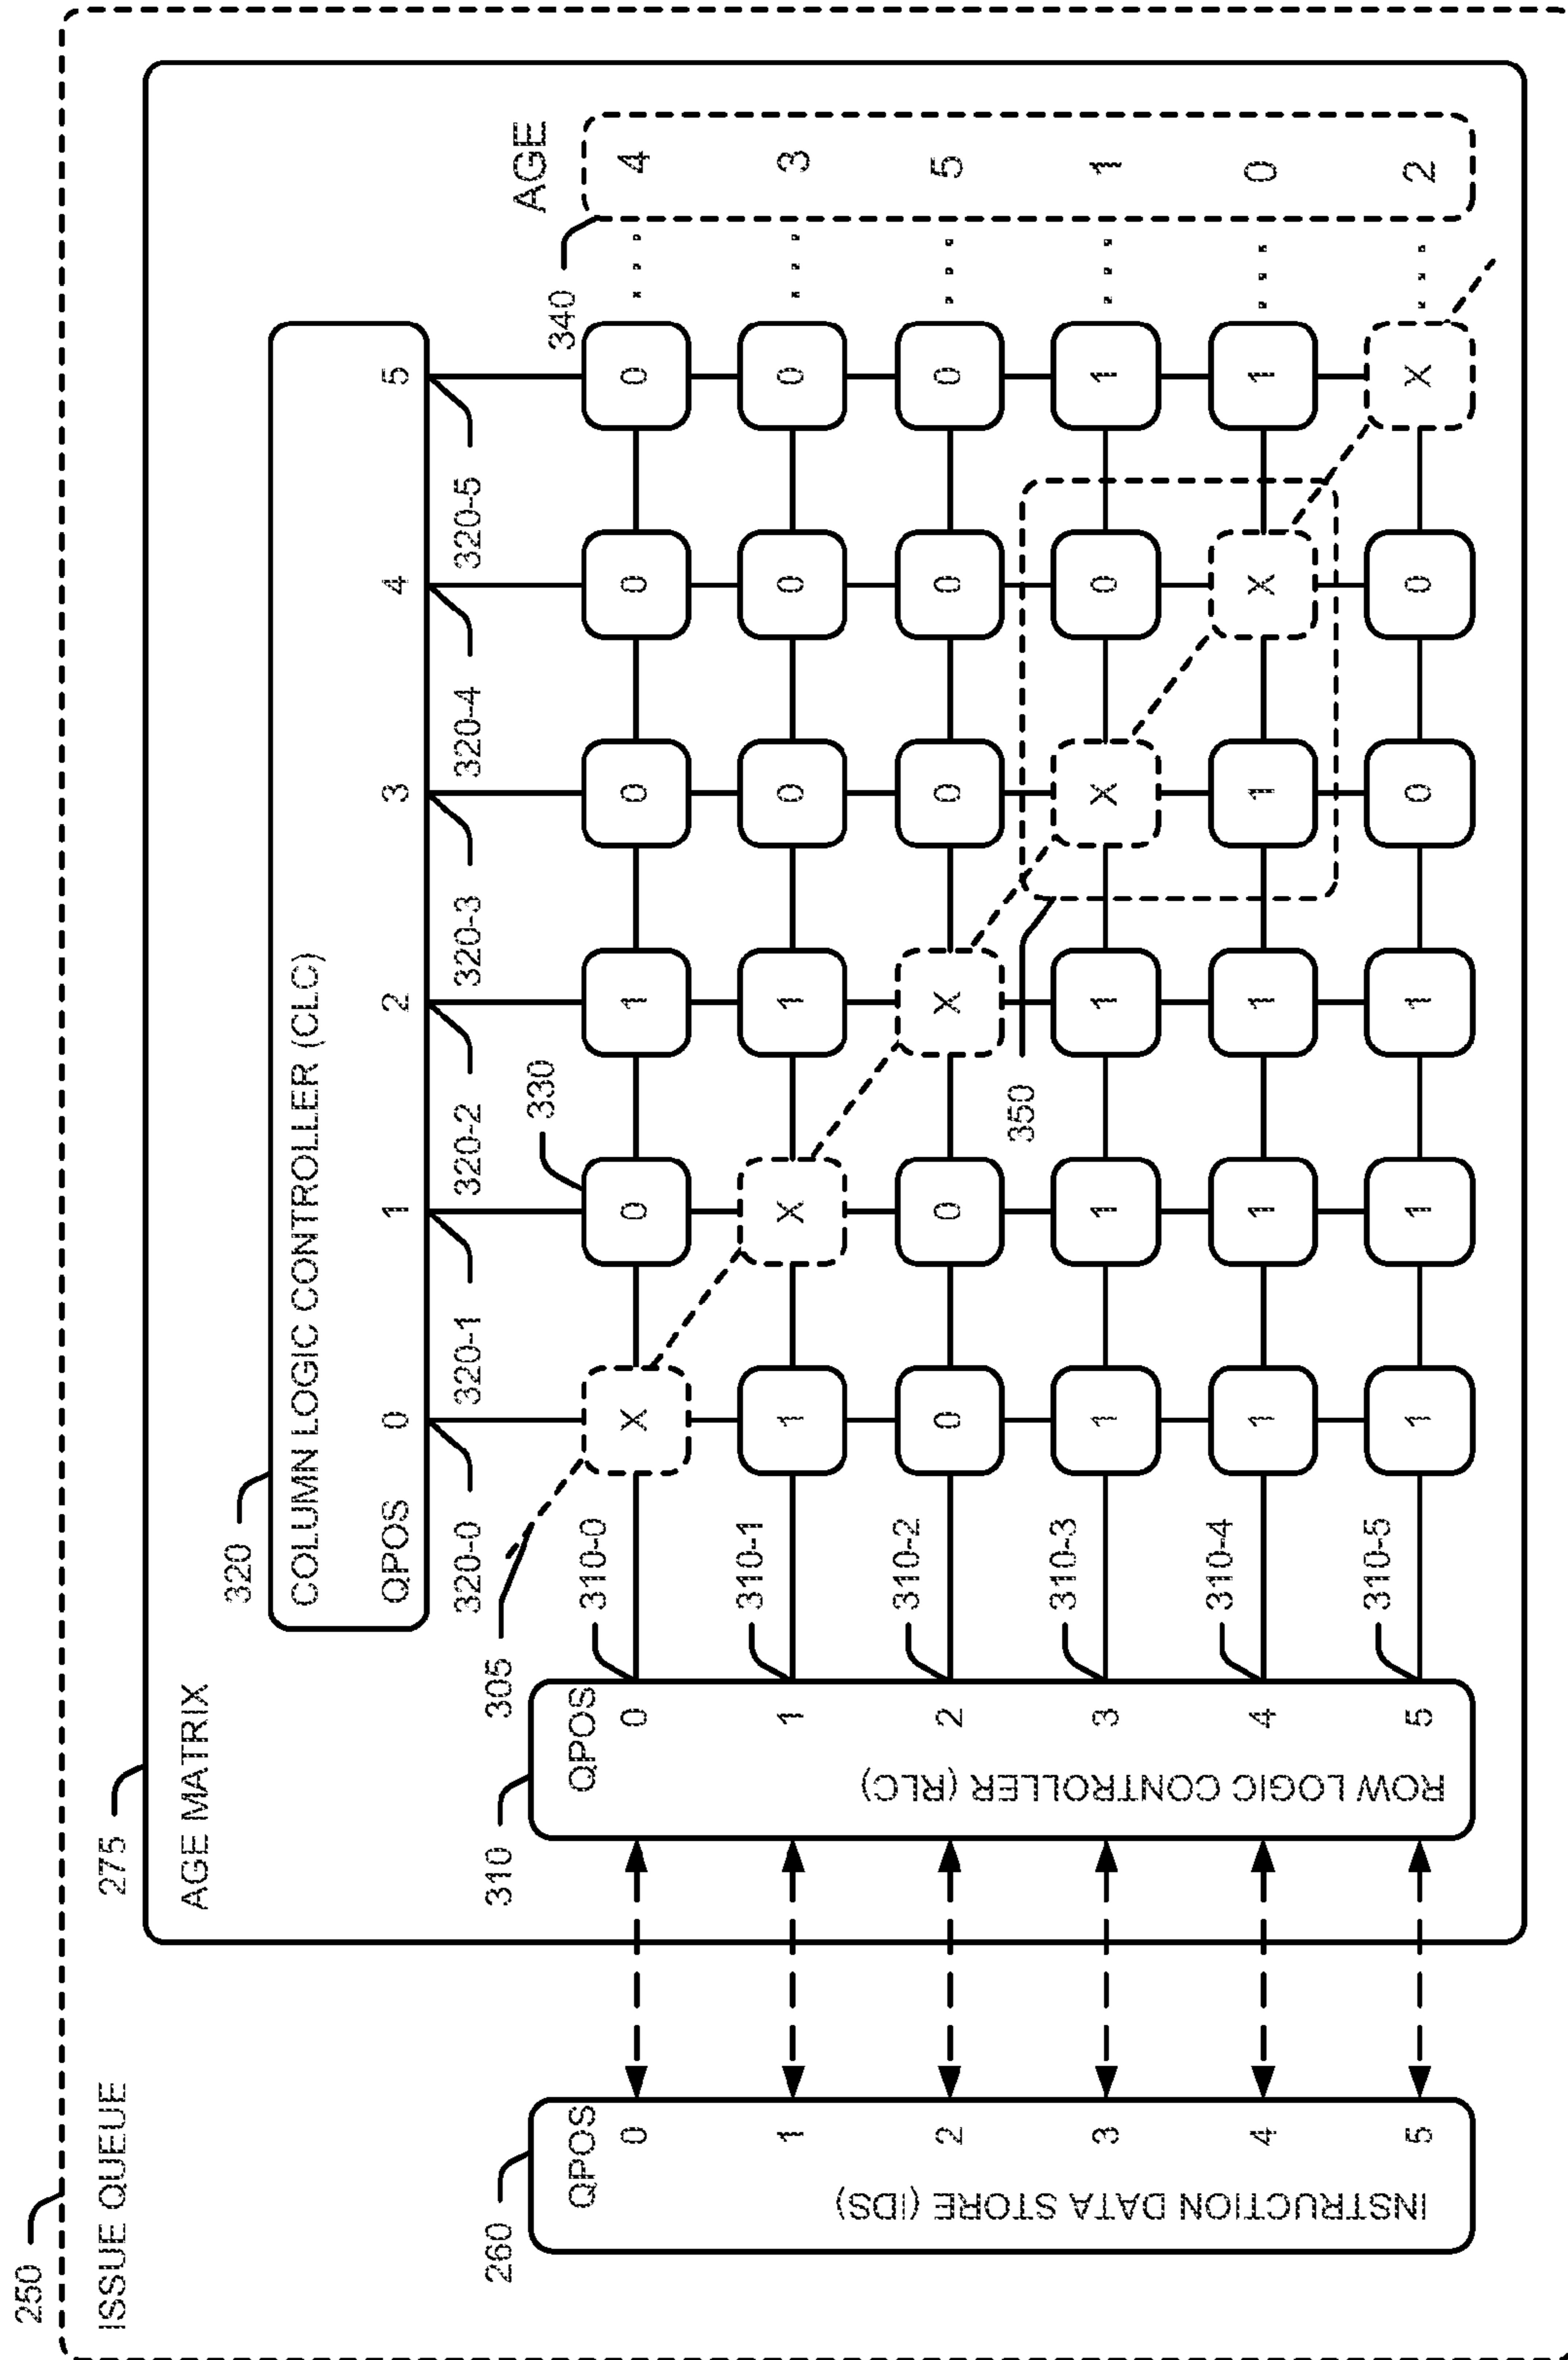 250
ISSUE QUEUE
275
AGE MATRIX
320
COLUMN LOGIC CONTROLLER (CLC)
QPOS 0 1 2 3 4 5
320-0 320-1 320-2 320-3 320-4 320-5
305
330
340
AGE
260
QPOS
INSTRUCTION DATA STORE (IDS)
0
1
2
3
4
5
310
QPOS
ROW LOGIC CONTROLLER (RLC)
0 310-0 X 0 1 0 0 0 ... 4
1 310-1 1 X 1 0 0 0 ... 3
2 310-2 0 0 X 0 0 0 ... 5
350
3 310-3 1 1 1 X 0 1 ... 1
4 310-4 1 1 1 1 X 1 ... 0
5 310-5 1 1 1 0 0 X ... 2